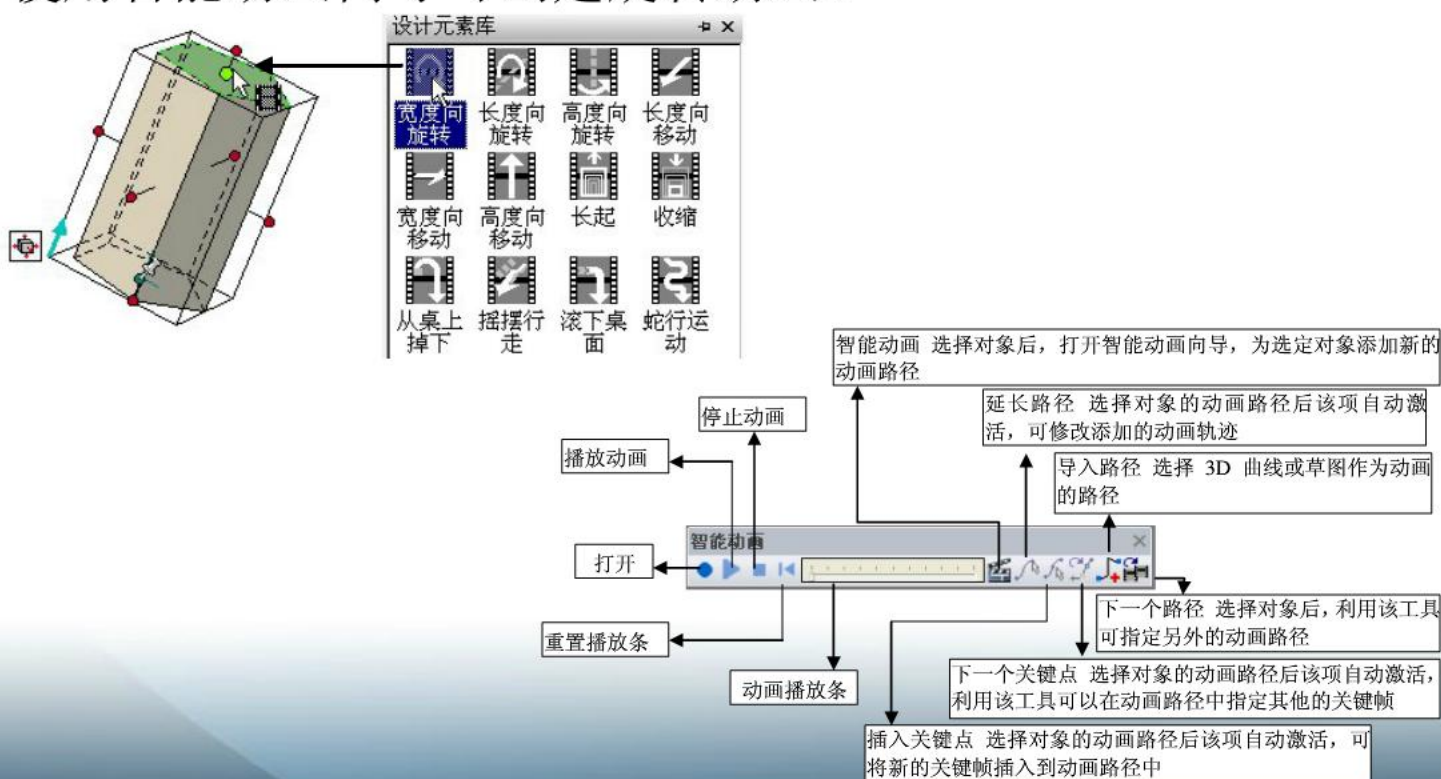 设计元素库
宽度向 长度向 高度向 长度向
旋转 旋转 旋转 移动
宽度向 高度向 长起 收缩
移动 移动
从桌上 摇摆行 滚下桌 蛇行运
掉下 走 面 动
智能动画 选择对象后，打开智能动画向导，为选定对象添加新的
动画路径
延长路径 选择对象的动画路径后该项自动激
活，可修改添加的动画轨迹
停止动画
播放动画
导入路径 选择 3D 曲线或草图作为动画
的路径
智能动画
打开
下一个路径 选择对象后，利用该工具
可指定另外的动画路径
重置播放条
动画播放条
下一个关键点 选择对象的动画路径后该项自动激活，
利用该工具可以在动画路径中指定其他的关键帧
插入关键点 选择对象的动画路径后该项自动激活，可
将新的关键帧插入到动画路径中